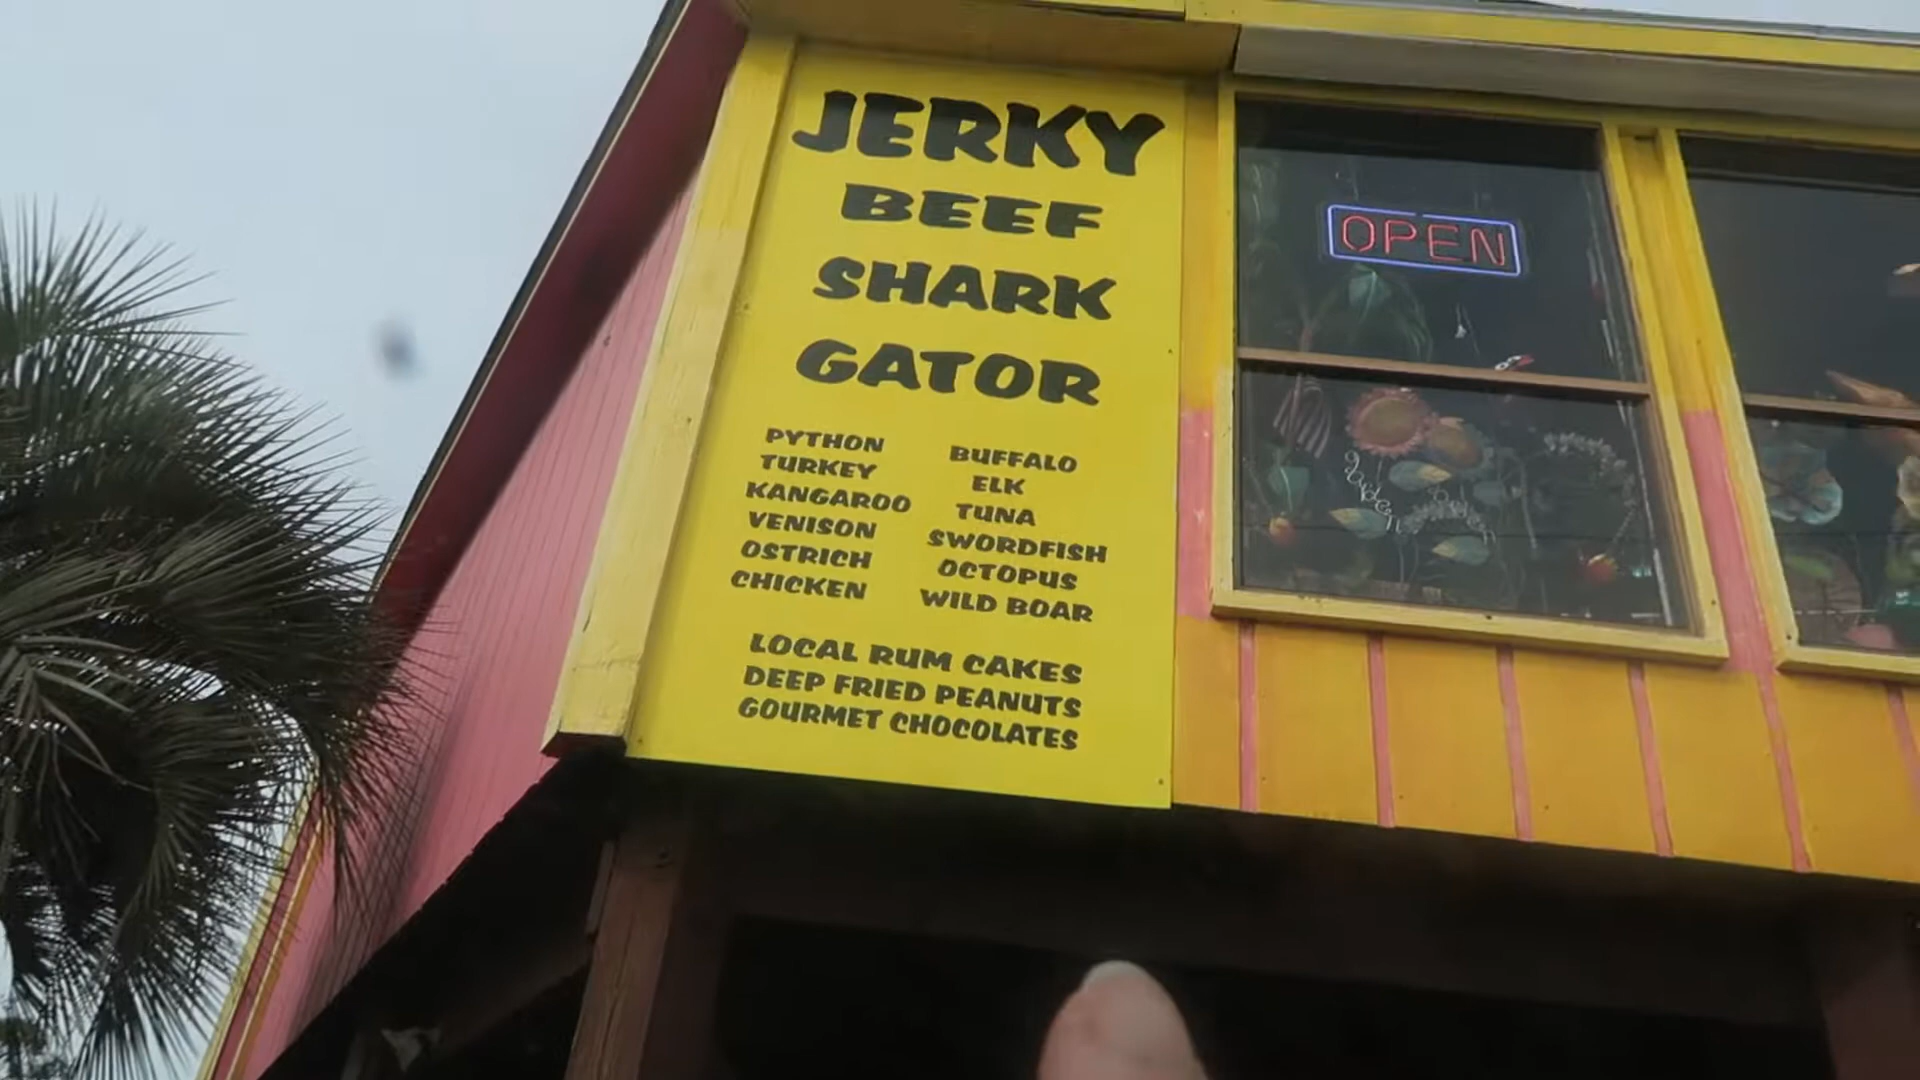 JERKY
BEEF
SHARK
GATOR
PYTHON
TURKEY
KANGAROO
VENISON
OSTRICH
CHICKEN
BUFFALO
ELK
TUNA
SWORDFISH
OCTOPUS
WILD BOAR
LOCAL RUM CAKES
DEEP FRIED PEANUTS
GOURMET CHOCOLATES
OPEN